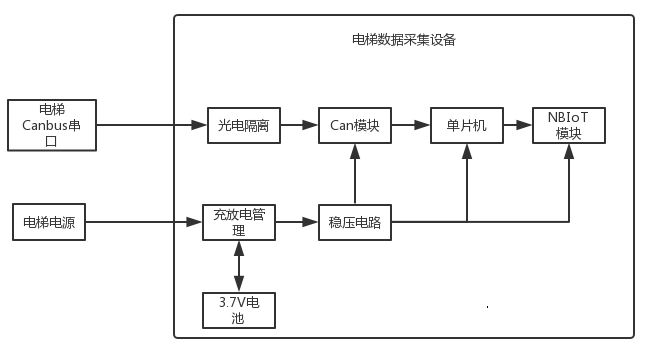 电梯数据采集设备
电梯
Canbus串
口
光电隔离
Can模块
单片机
NBIoT
模块
电梯电源
充放电管
理
稳压电路
3.7V电
池